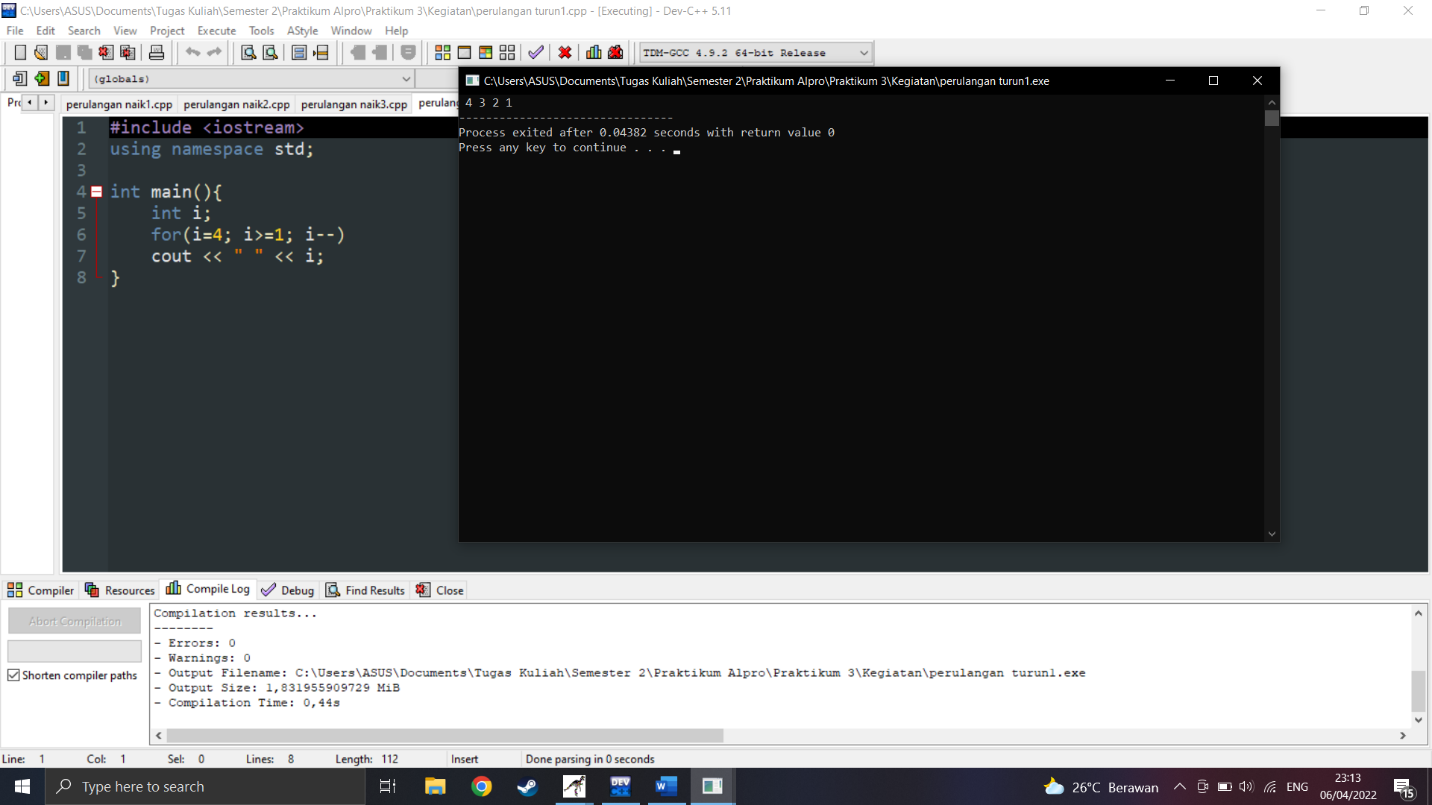 C:\Users\ASUS\Documents\Tugas Kuliah\Semester 2\Praktikum Alpro\Praktikum 3\Kegiatan\perulangan turun1.cpp - [Executing] - Dev-C++ 5.11
File Edit Search View Project Execute Tools AStyle Window Help
TDM-GCC 4.9.2 64-bit Release
(globals)
perulangan naik1.cpp perulangan naik2.cpp perulangan naik3.cpp
1 #include <iostream>
2 using namespace std;
3
4 int main(){
5 int i;
6 for(i=4; i>=1; i--)
7 cout << " " << i;
8 }
C:\Users\ASUS\Documents\Tugas Kuliah\Semester 2\Praktikum Alpro\Praktikum 3\Kegiatan\perulangan turun1.exe
4 3 2 1
--------------------------------
Process exited after 0.04382 seconds with return value 0
Press any key to continue . . .
Compiler Resources Compile Log Debug Find Results Close
Abort Compilation
Shorten compiler paths
Compilation results...
--------
- Errors: 0
- Warnings: 0
- Output Filename: C:\Users\ASUS\Documents\Tugas Kuliah\Semester 2\Praktikum Alpro\Praktikum 3\Kegiatan\perulangan turun1.exe
- Output Size: 1,831955909729 MiB
- Compilation Time: 0,44s
Line: 1 Col: 1 Sel: 0 Lines: 8 Length: 112 Insert Done parsing in 0 seconds
Type here to search
DEV
26°C Berawan
ENG
23:13
06/04/2022
15